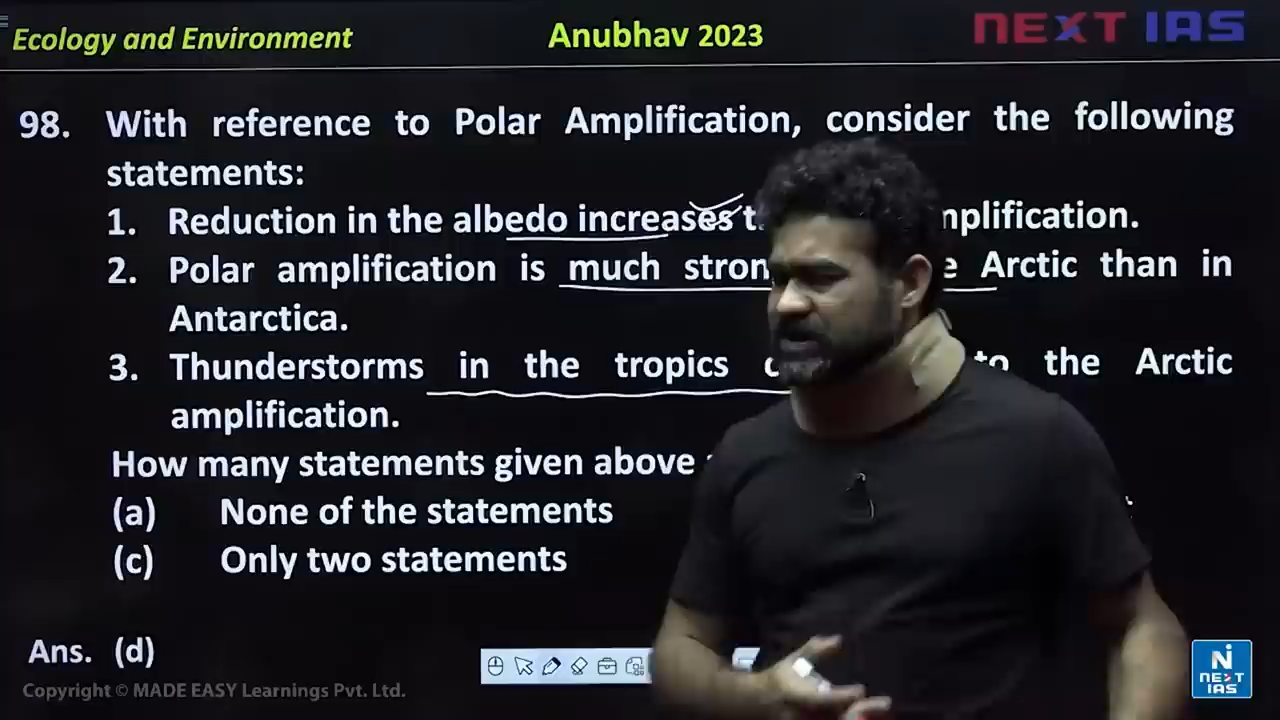 Ecology and Environment
Anubhav 2023
NEXT IAS
98. With reference to Polar Amplification, consider the following
statements:
1. Reduction in the albedo increases
2. Polar amplification is much Arctic than in
Antarctica.
3. Thunderstorms in the tropics to the Arctic
amplification.
How many statements given above
(a) None of the statements
(c) Only two statements
Ans. (d)
Copyright © MADE EASY Learnings Pvt. Ltd.
N
NEXT
IAS